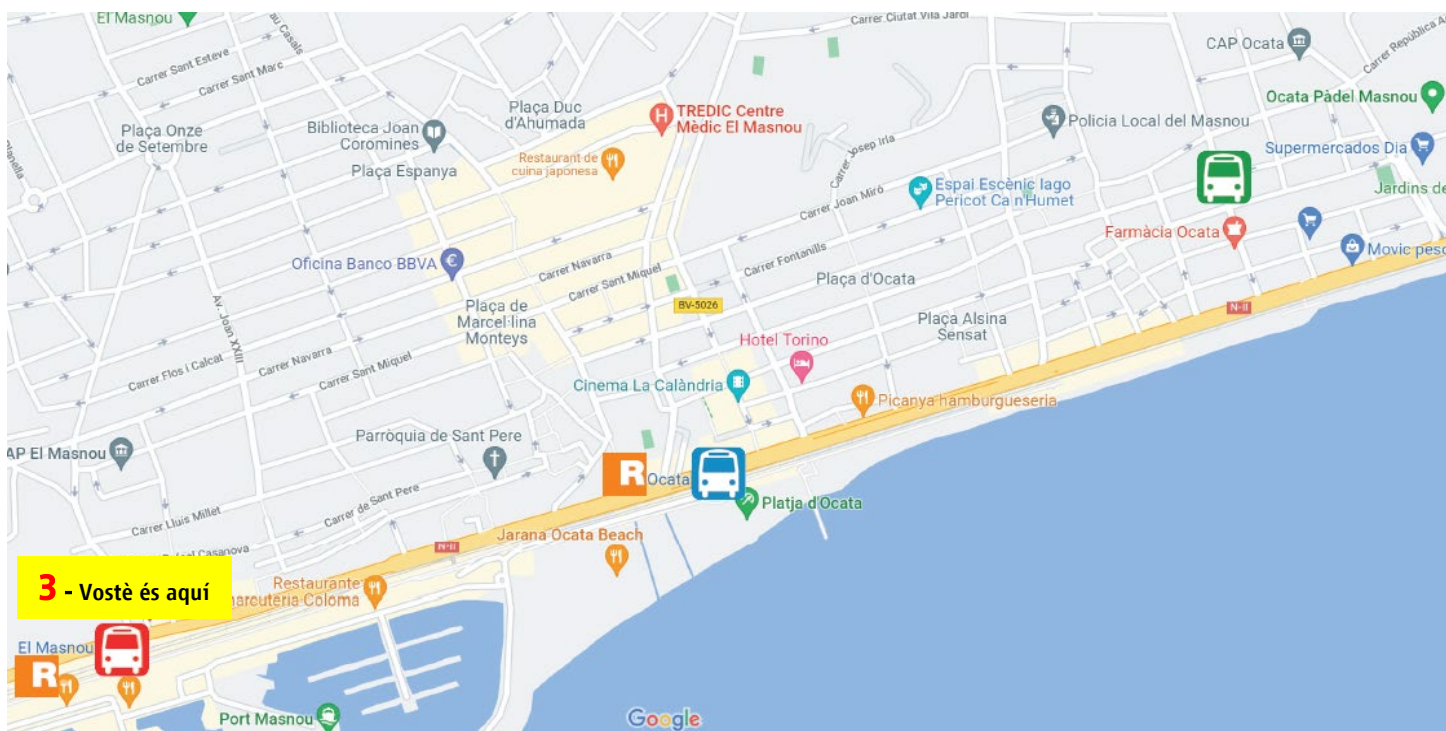 El Masnou
Carrer Ciutat Vila Jardí
Casals
CAP Ocata
Carrer República
Carrer Sant Esteve
Carrer Sant Marc
Ocata Pàdel Masnou
Plaça Duc
d'Ahumada
TREDIC Centre
Mèdic El Masnou
Policia Local del Masnou
Plaça Onze
de Setembre
Biblioteca Joan
Coromines
Carrer Josep Iria
Supermercados Dia
Restaurant de
cuina japonesa
Plaça Espanya
Espai Escènic Iago
Pericot Ca n'Humet
Jardins de
Carrer Joan Miró
Farmàcia Ocata
Movic pesc
Oficina Banco BBVA
€
Carrer Navarra
Carrer Fontanills
Plaça d'Ocata
Carrer Sant Miquel
BV-5026
N-II
Av. Joan XXIII
Plaça de
Marcel·lina
Monteys
Plaça Alsina
Sensat
Hotel Torino
Carrer Flos i Calcat
Carrer Navarra
Carrer Sant Miquel
Cinema La Calàndria
Picanya hamburgueseria
Parròquia de Sant Pere
AP El Masnou
R
Ocata
Platja d'Ocata
Carrer de Sant Pere
Carrer Lluís Millet
N-II
Jarana Ocata Beach
Casanova
3 - Vostè és aquí
Restaurante
harcuteria Coloma
El Masnou
R
Port Masnou
Google
H